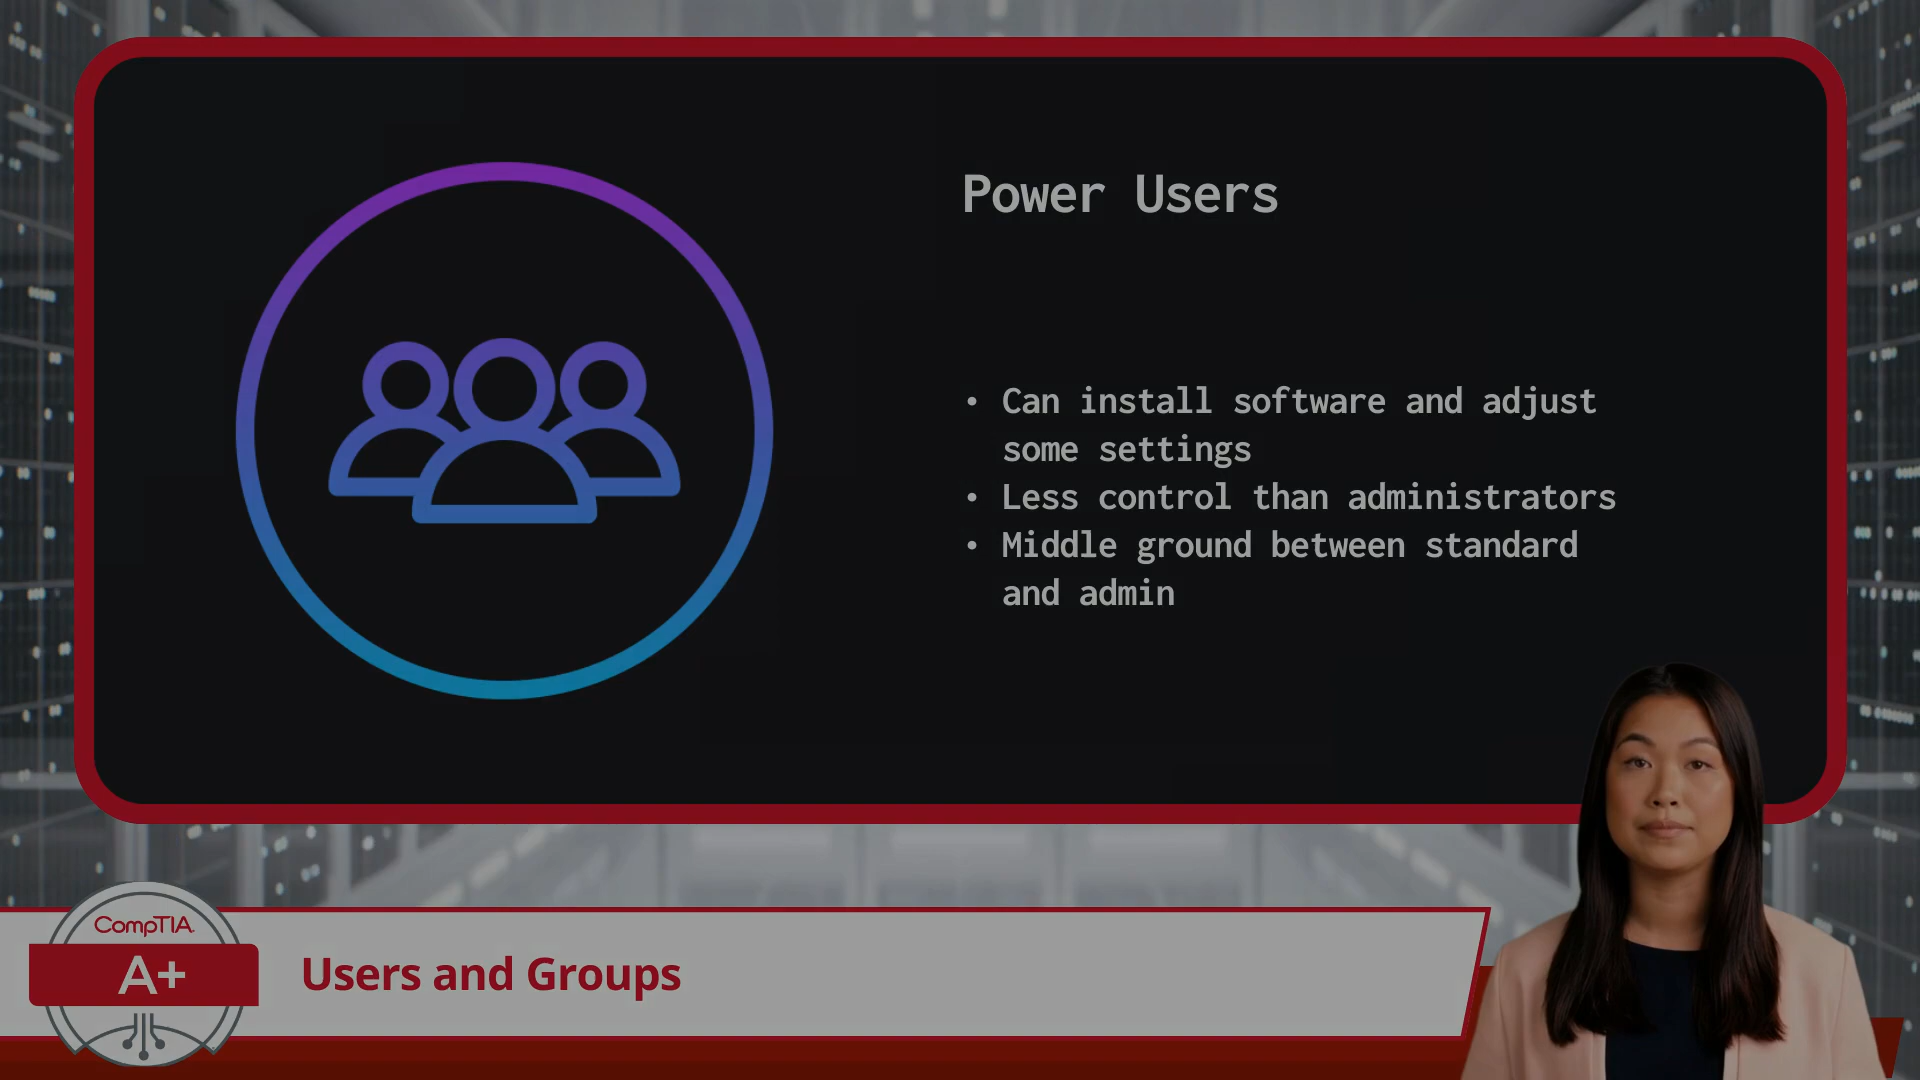 Power Users
• Can install software and adjust
some settings
• Less control than administrators
• Middle ground between standard
and admin
CompTIA
A+
Users and Groups